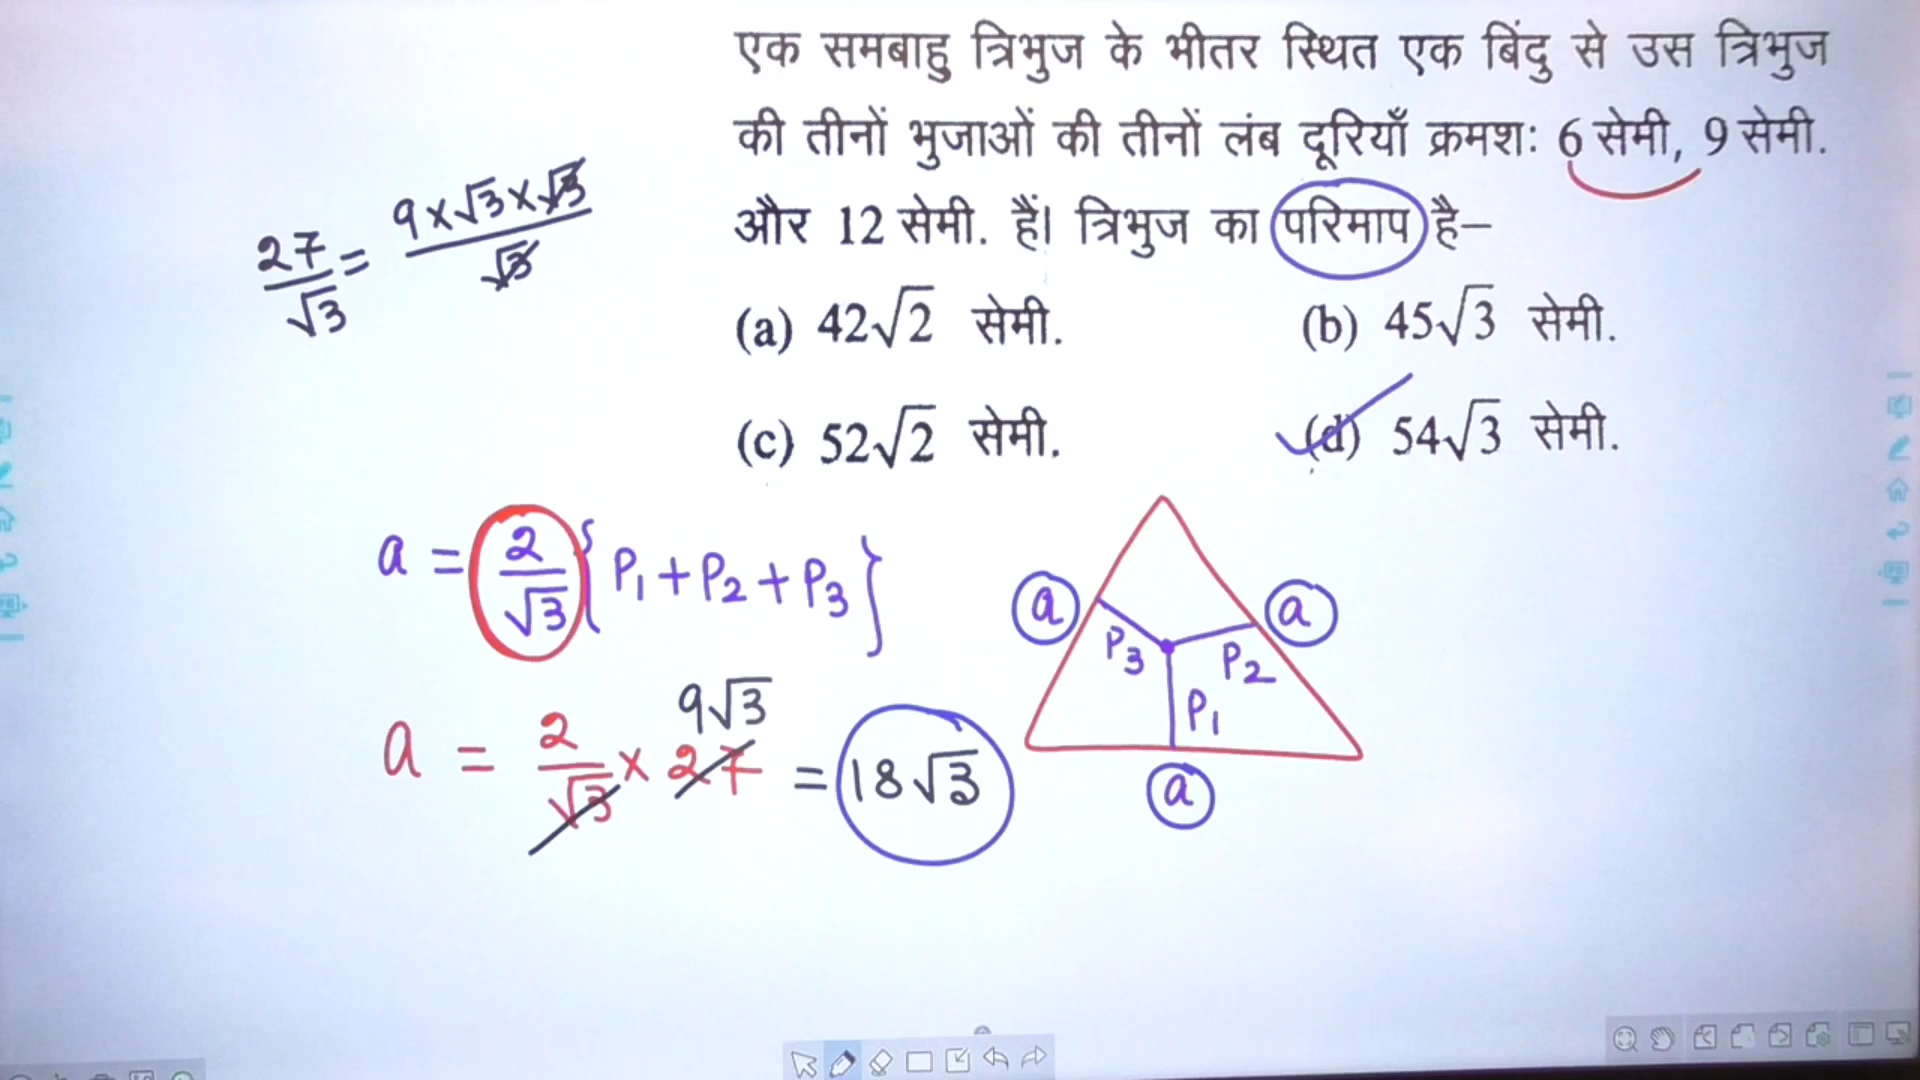 एक समबाहु त्रिभुज के भीतर स्थित एक बिंदु से उस त्रिभुज
की तीनों भुजाओं की तीनों लंब दूरियाँ क्रमशः 6 सेमी, 9 सेमी.
और 12 सेमी. हैं। त्रिभुज का परिमाप है–
(a) 42√2 सेमी. (b) 45√3 सेमी.
(c) 52√2 सेमी. (d) 54√3 सेमी.
27/√3 = 9×√3×√3/√3
a = 2/√3 {P₁+P₂+P₃}
9√3
a = 2/√3 × 27 = 18√3
a a
P₃ P₂
P₁
a